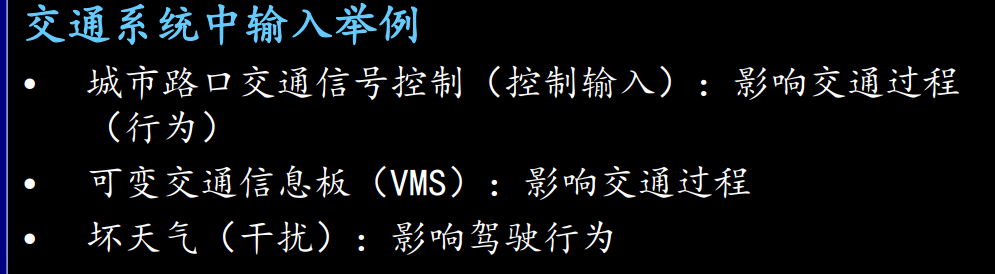 交通系统中输入举例
• 城市路口交通信号控制（控制输入）：影响交通过程
（行为）
• 可变交通信息板（VMS）：影响交通过程
• 坏天气（干扰）：影响驾驶行为